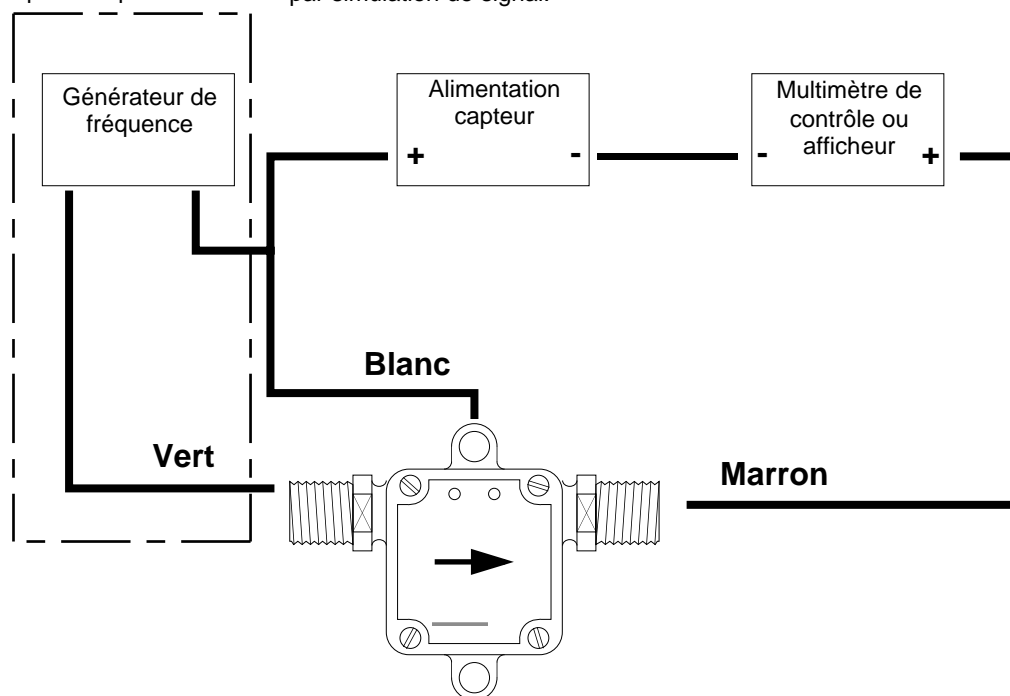 par simulation de signal.
Générateur de
fréquence
Alimentation
capteur
+ -
Multimètre de
contrôle ou
afficheur
- +
Blanc
Vert
Marron